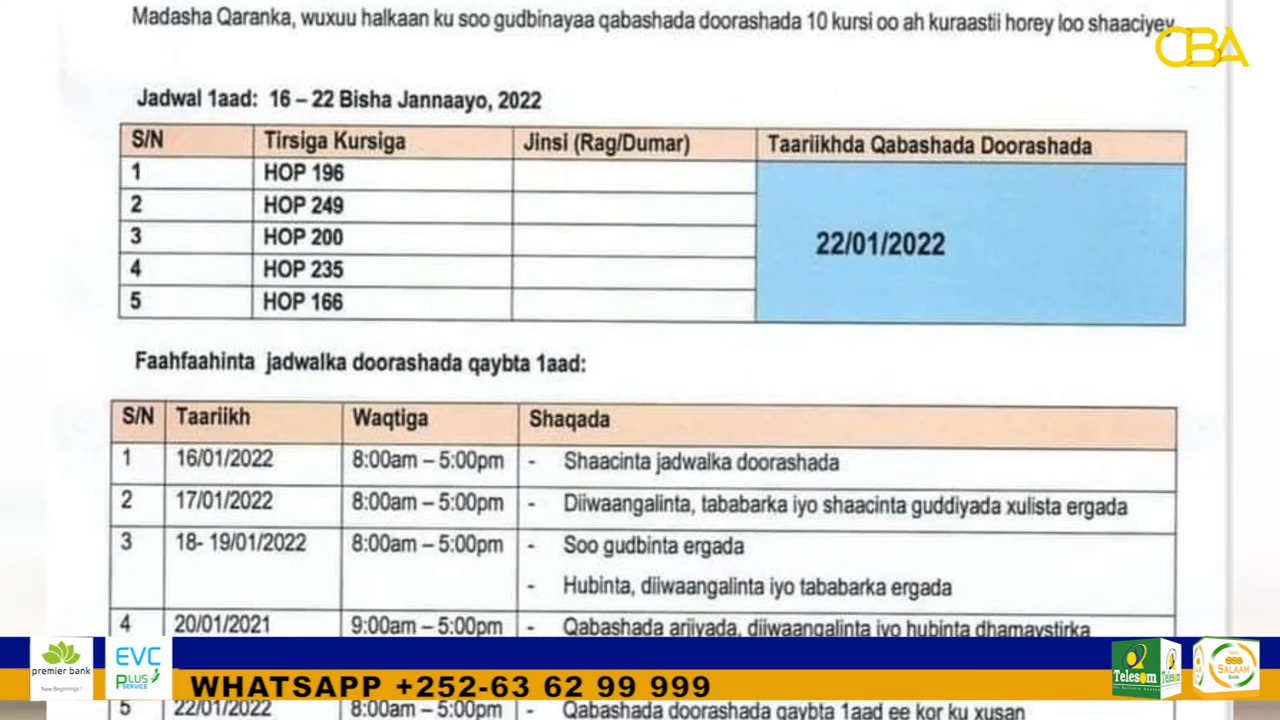 Madasha Qaranka, wuxuu halkaan ku soo gudbinayaa qabashada doorashada 10 kursi oo ah kuraastii horey loo shaaciyey
CBA
Jadwal 1aad: 16 – 22 Bisha Jannaayo, 2022
S/N Tirsiga Kursiga Jinsi (Rag/Dumar) Taariikhda Qabashada Doorashada
1 HOP 196
2 HOP 249
3 HOP 200
4 HOP 235
5 HOP 166
22/01/2022
Faahfaahinta jadwalka doorashada qaybta 1aad:
S/N Taariikh Waqtiga Shaqada
1 16/01/2022 8:00am – 5:00pm - Shaacinta jadwalka doorashada
2 17/01/2022 8:00am – 5:00pm - Diiwaangalinta, tababarka iyo shaacinta guddiyada xulista ergada
3 18- 19/01/2022 8:00am – 5:00pm - Soo gudbinta ergada
- Hubinta, diiwaangalinta iyo tababarka ergada
4 20/01/2021 9:00am – 5:00pm - Qabashada arjiyada, diiwaangalinta iyo hubinta dhamaystirka
premier bank
New Beginnings !
EVC
PLUS
SERVICE
WHATSAPP +252-63 62 99 999
Telesom
Telesom
SALAAM
5 22/01/2022 8:00am – 5:00pm - Qabashada doorashada qaybta 1aad ee kor ku xusan